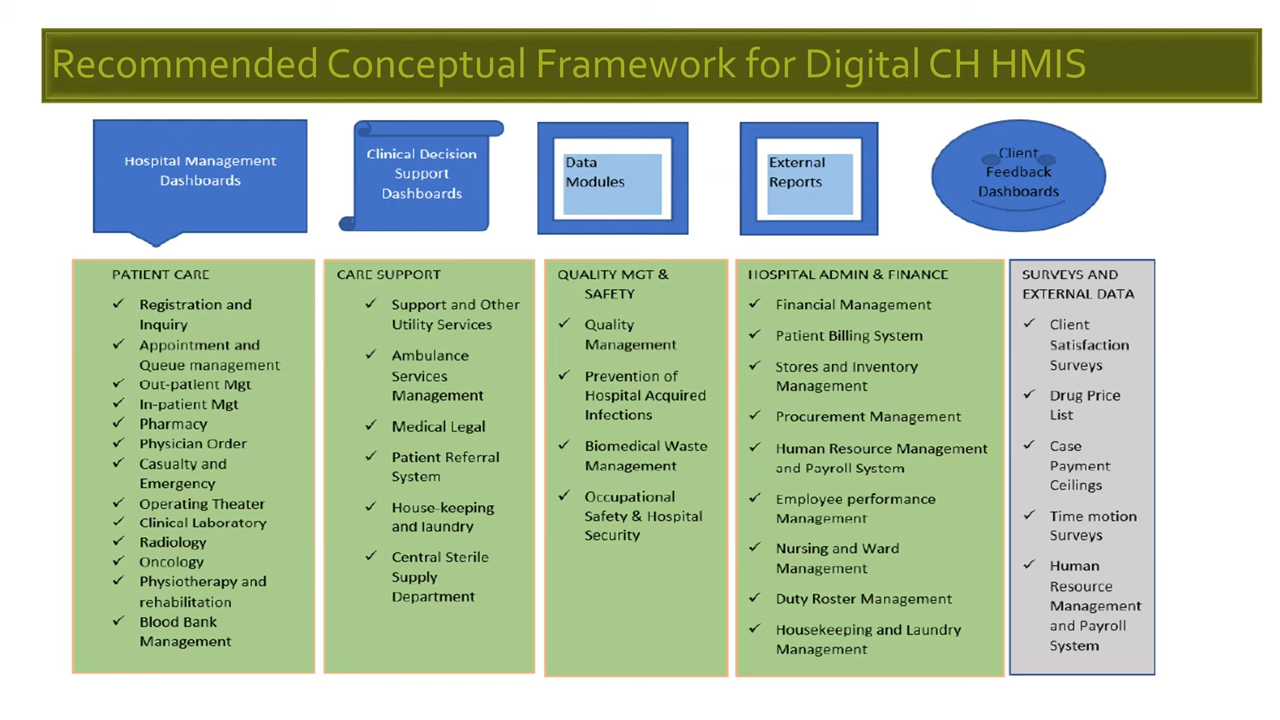 Recommended Conceptual Framework for Digital CH HMIS
Hospital Management
Dashboards
Clinical Decision
Support
Dashboards
Data
Modules
External
Reports
Client
Feedback
Dashboards
PATIENT CARE
✓ Registration and
Inquiry
✓ Appointment and
Queue management
✓ Out-patient Mgt
✓ In-patient Mgt
✓ Pharmacy
✓ Physician Order
✓ Casualty and
Emergency
✓ Operating Theater
✓ Clinical Laboratory
✓ Radiology
✓ Oncology
✓ Physiotherapy and
rehabilitation
✓ Blood Bank
Management
CARE SUPPORT
✓ Support and Other
Utility Services
✓ Ambulance
Services
Management
✓ Medical Legal
✓ Patient Referral
System
✓ House-keeping
and laundry
✓ Central Sterile
Supply
Department
QUALITY MGT &
SAFETY
✓ Quality
Management
✓ Prevention of
Hospital Acquired
Infections
✓ Biomedical Waste
Management
✓ Occupational
Safety & Hospital
Security
HOSPITAL ADMIN & FINANCE
✓ Financial Management
✓ Patient Billing System
✓ Stores and Inventory
Management
✓ Procurement Management
✓ Human Resource Management
and Payroll System
✓ Employee performance
Management
✓ Nursing and Ward
Management
✓ Duty Roster Management
✓ Housekeeping and Laundry
Management
SURVEYS AND
EXTERNAL DATA
✓ Client
Satisfaction
Surveys
✓ Drug Price
List
✓ Case
Payment
Ceilings
✓ Time motion
Surveys
✓ Human
Resource
Management
and Payroll
System